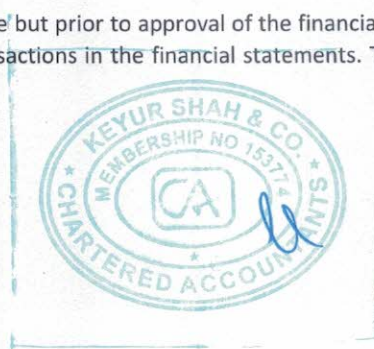 e but prior to approval of the financia
sactions in the financial statements. T
KEYUR SHAH & CO.
MEMBERSHIP NO 153774
CA
CHARTERED ACCOUNTANTS